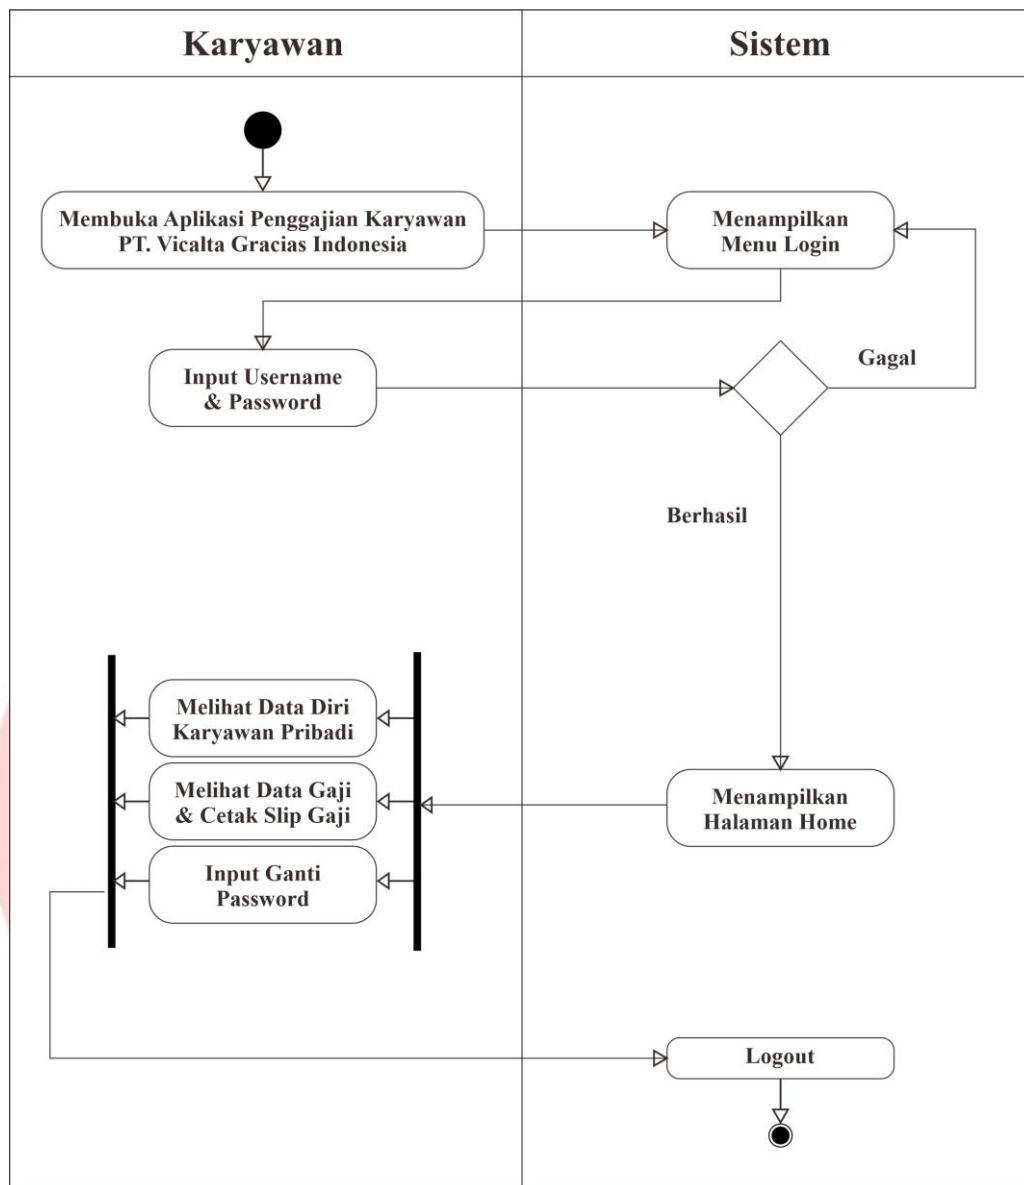 Karyawan
Sistem
Membuka Aplikasi Penggajian Karyawan
PT. Vicalta Gracias Indonesia
Menampilkan
Menu Login
Input Username
& Password
Gagal
Berhasil
Melihat Data Diri
Karyawan Pribadi
Melihat Data Gaji
& Cetak Slip Gaji
Input Ganti
Password
Menampilkan
Halaman Home
Logout